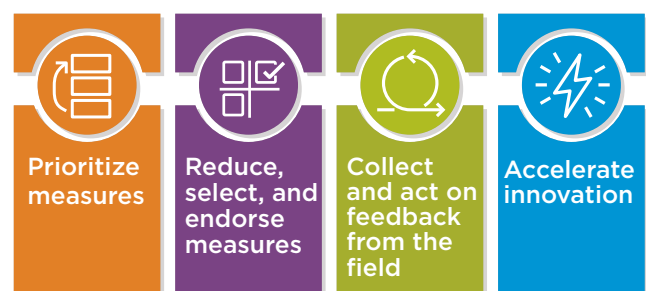 Prioritize
measures
Reduce,
select, and
endorse
measures
Collect
and act on
feedback
from the
field
Accelerate
innovation